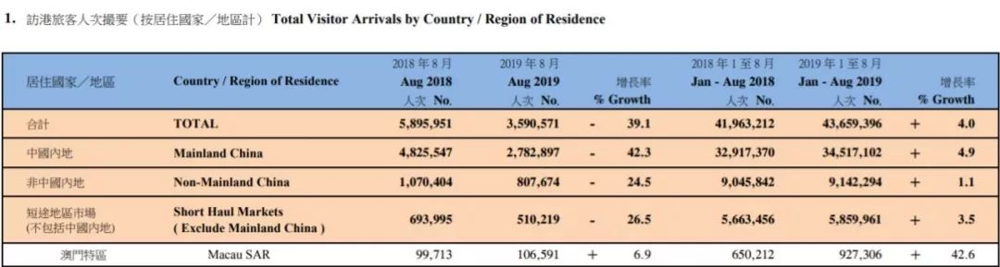 1. 訪港旅客人次撮要（按居住國家／地區計） Total Visitor Arrivals by Country / Region of Residence
居住國家／地區 Country / Region of Residence 2018 年 8 月 Aug 2018 人次 No. 2019 年 8 月 Aug 2019 人次 No. 增長率 % Growth 2018 年 1 至 8 月 Jan - Aug 2018 人次 No. 2019 年 1 至 8 月 Jan - Aug 2019 人次 No. 增長率 % Growth
合計 TOTAL 5,895,951 3,590,571 - 39.1 41,963,212 43,659,396 + 4.0
中國內地 Mainland China 4,825,547 2,782,897 - 42.3 32,917,370 34,517,102 + 4.9
非中國內地 Non-Mainland China 1,070,404 807,674 - 24.5 9,045,842 9,142,294 + 1.1
短途地區市場 (不包括中國內地) Short Haul Markets ( Exclude Mainland China ) 693,995 510,219 - 26.5 5,663,456 5,859,961 + 3.5
澳門特區 Macau SAR 99,713 106,591 + 6.9 650,212 927,306 + 42.6